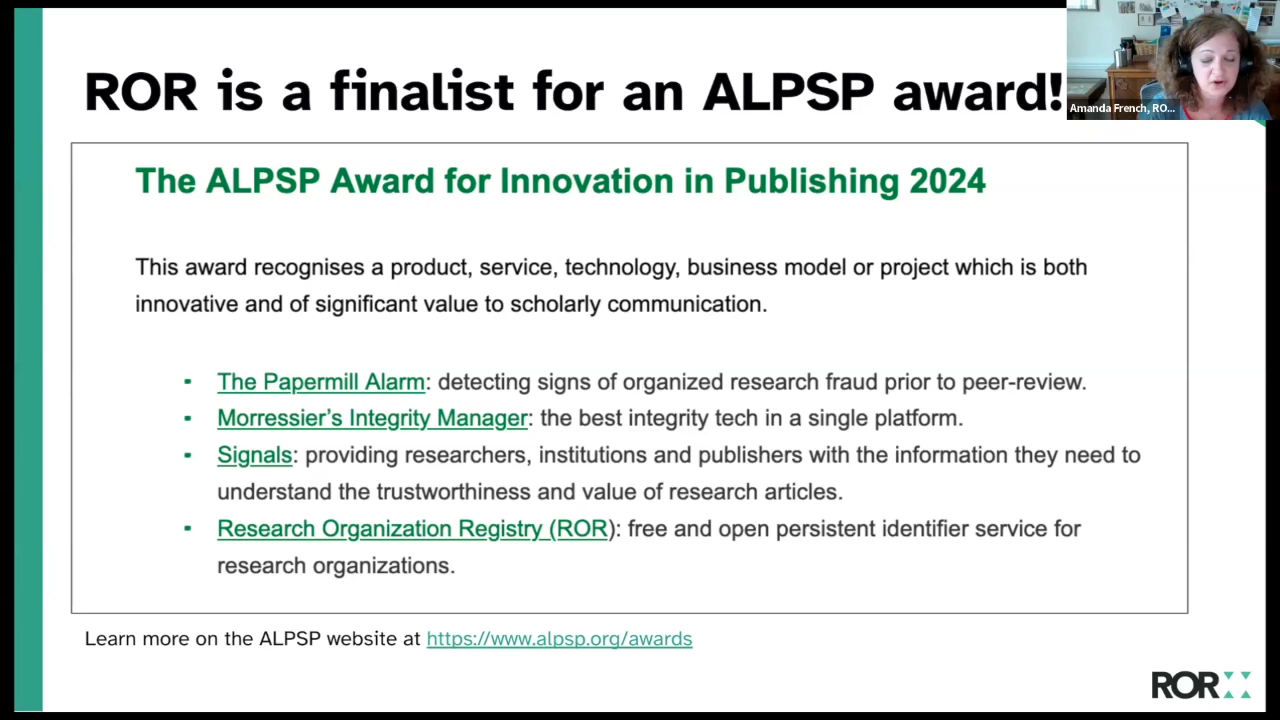 ROR is a finalist for an ALPSP award!
Amanda French, RO...
The ALPSP Award for Innovation in Publishing 2024
This award recognises a product, service, technology, business model or project which is both
innovative and of significant value to scholarly communication.
The Papermill Alarm: detecting signs of organized research fraud prior to peer-review.
Morressier’s Integrity Manager: the best integrity tech in a single platform.
Signals: providing researchers, institutions and publishers with the information they need to
understand the trustworthiness and value of research articles.
Research Organization Registry (ROR): free and open persistent identifier service for
research organizations.
Learn more on the ALPSP website at https://www.alpsp.org/awards
ROR